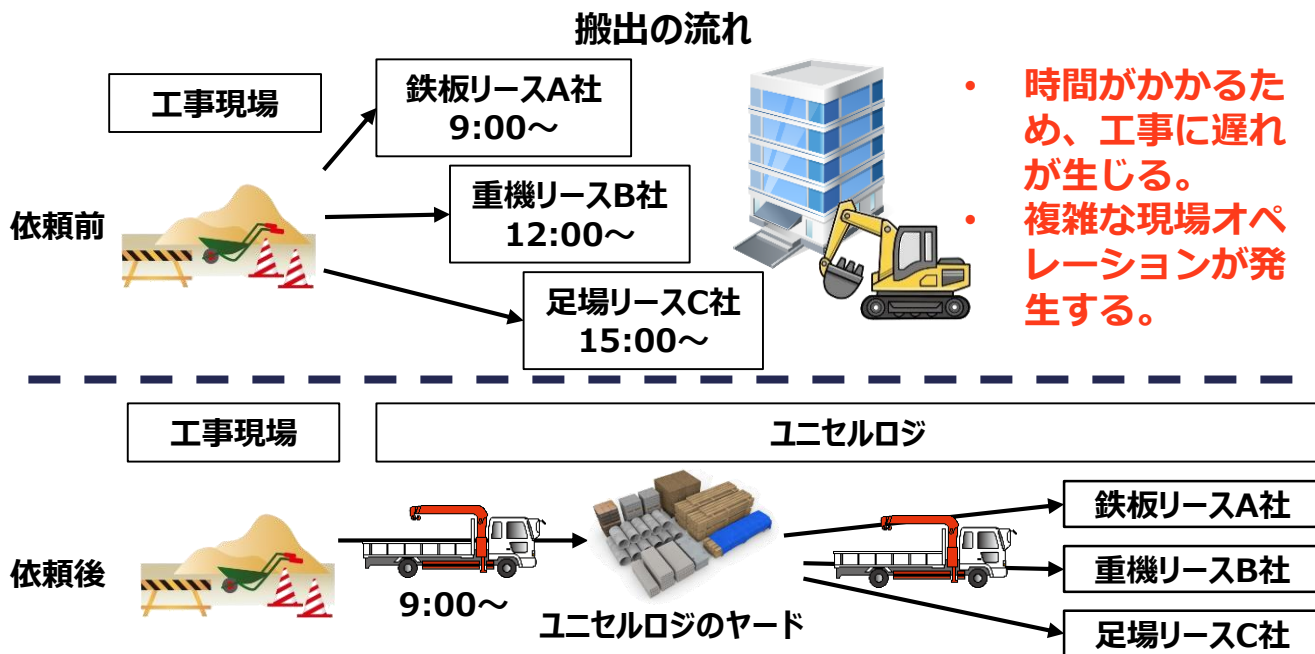 搬出の流れ
工事現場
鉄板リースA社
9:00～
重機リースB社
12:00～
足場リースC社
15:00～
依頼前
• 時間がかかるた
め、工事に遅れ
が生じる。
• 複雑な現場オペ
レーションが発
生する。
工事現場
ユニセルロジ
依頼後
9:00～
ユニセルロジのヤード
鉄板リースA社
重機リースB社
足場リースC社